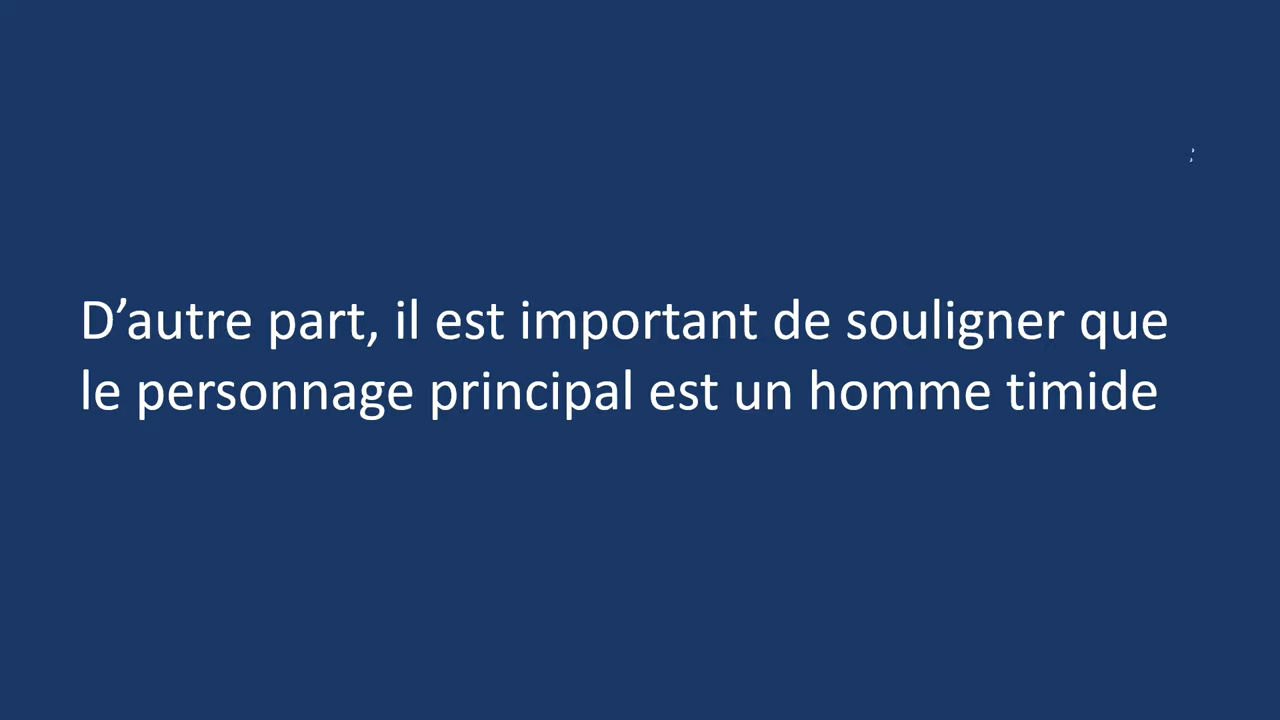 D’autre part, il est important de souligner que
le personnage principal est un homme timide